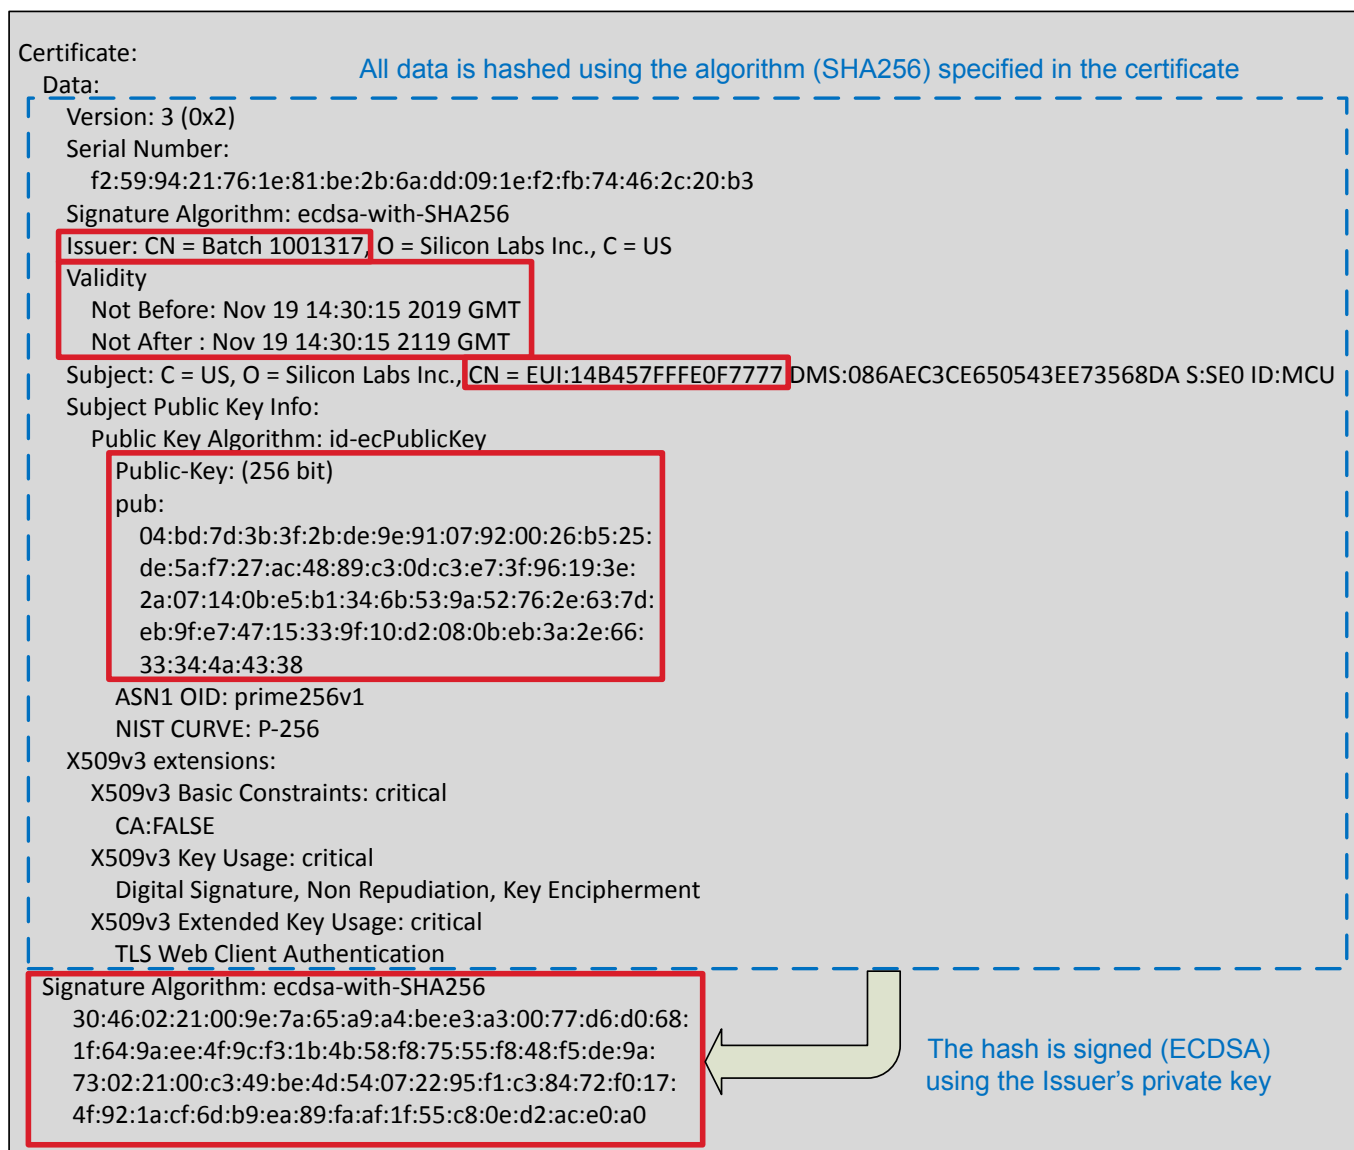 Certificate:
All data is hashed using the algorithm (SHA256) specified in the certificate
Data:
Version: 3 (0x2)
Serial Number:
f2:59:94:21:76:1e:81:be:2b:6a:dd:09:1e:f2:fb:74:46:2c:20:b3
Signature Algorithm: ecdsa-with-SHA256
Issuer: CN = Batch 1001317, O = Silicon Labs Inc., C = US
Validity
Not Before: Nov 19 14:30:15 2019 GMT
Not After : Nov 19 14:30:15 2119 GMT
Subject: C = US, O = Silicon Labs Inc., CN = EUI:14B457FFFE0F7777 DMS:086AEC3CE650543EE73568DA S:SE0 ID:MCU
Subject Public Key Info:
Public Key Algorithm: id-ecPublicKey
Public-Key: (256 bit)
pub:
04:bd:7d:3b:3f:2b:de:9e:91:07:92:00:26:b5:25:
de:5a:f7:27:ac:48:89:c3:0d:c3:e7:3f:96:19:3e:
2a:07:14:0b:e5:b1:34:6b:53:9a:52:76:2e:63:7d:
eb:9f:e7:47:15:33:9f:10:d2:08:0b:eb:3a:2e:66:
33:34:4a:43:38
ASN1 OID: prime256v1
NIST CURVE: P-256
X509v3 extensions:
X509v3 Basic Constraints: critical
CA:FALSE
X509v3 Key Usage: critical
Digital Signature, Non Repudiation, Key Encipherment
X509v3 Extended Key Usage: critical
TLS Web Client Authentication
Signature Algorithm: ecdsa-with-SHA256
30:46:02:21:00:9e:7a:65:a9:a4:be:e3:a3:00:77:d6:d0:68:
1f:64:9a:ee:4f:9c:f3:1b:4b:58:f8:75:55:f8:48:f5:de:9a:
73:02:21:00:c3:49:be:4d:54:07:22:95:f1:c3:84:72:f0:17:
4f:92:1a:cf:6d:b9:ea:89:fa:af:1f:55:c8:0e:d2:ac:e0:a0
The hash is signed (ECDSA)
using the Issuer's private key